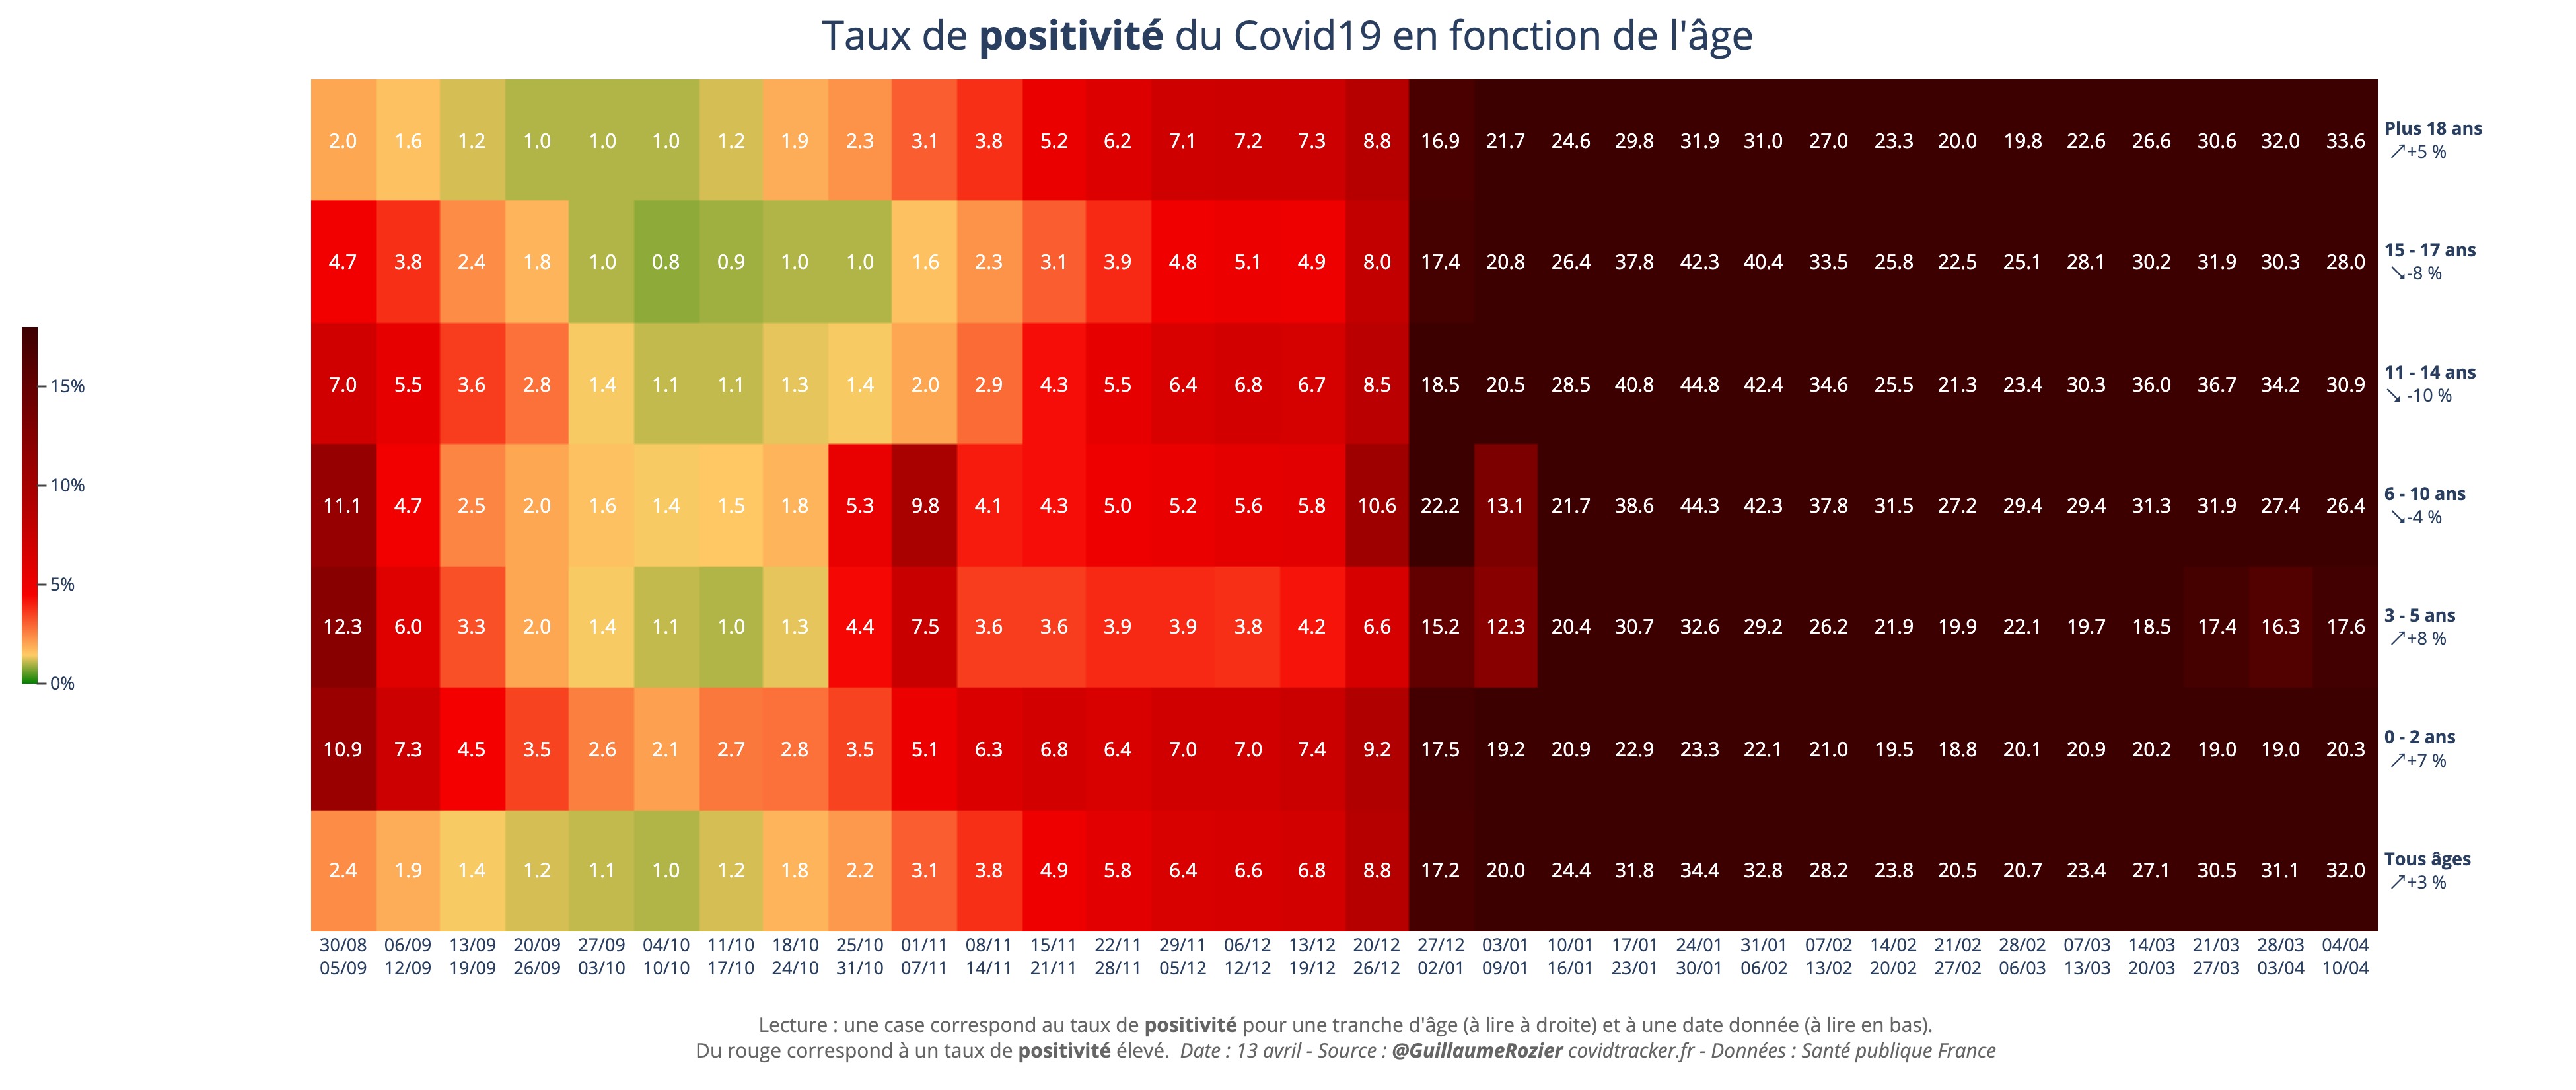 Taux de positivité du Covid19 en fonction de l'âge
2.0 1.6 1.2 1.0 1.0 1.0 1.2 1.9 2.3 3.1 3.8 5.2 6.2 7.1 7.2 7.3 8.8 16.9 21.7 24.6 29.8 31.9 31.0 27.0 23.3 20.0 19.8 22.6 26.6 30.6 32.0 33.6
Plus 18 ans
↗+5 %
4.7 3.8 2.4 1.8 1.0 0.8 0.9 1.0 1.0 1.6 2.3 3.1 3.9 4.8 5.1 4.9 8.0 17.4 20.8 26.4 37.8 42.3 40.4 33.5 25.8 22.5 25.1 28.1 30.2 31.9 30.3 28.0
15 - 17 ans
↘-8 %
7.0 5.5 3.6 2.8 1.4 1.1 1.1 1.3 1.4 2.0 2.9 4.3 5.5 6.4 6.8 6.7 8.5 18.5 20.5 28.5 40.8 44.8 42.4 34.6 25.5 21.3 23.4 30.3 36.0 36.7 34.2 30.9
11 - 14 ans
↘ -10 %
11.1 4.7 2.5 2.0 1.6 1.4 1.5 1.8 5.3 9.8 4.1 4.3 5.0 5.2 5.6 5.8 10.6 22.2 13.1 21.7 38.6 44.3 42.3 37.8 31.5 27.2 29.4 29.4 31.3 31.9 27.4 26.4
6 - 10 ans
↘-4 %
12.3 6.0 3.3 2.0 1.4 1.1 1.0 1.3 4.4 7.5 3.6 3.6 3.9 3.9 3.8 4.2 6.6 15.2 12.3 20.4 30.7 32.6 29.2 26.2 21.9 19.9 22.1 19.7 18.5 17.4 16.3 17.6
3 - 5 ans
↗+8 %
10.9 7.3 4.5 3.5 2.6 2.1 2.7 2.8 3.5 5.1 6.3 6.8 6.4 7.0 7.0 7.4 9.2 17.5 19.2 20.9 22.9 23.3 22.1 21.0 19.5 18.8 20.1 20.9 20.2 19.0 19.0 20.3
0 - 2 ans
↗+7 %
2.4 1.9 1.4 1.2 1.1 1.0 1.2 1.8 2.2 3.1 3.8 4.9 5.8 6.4 6.6 6.8 8.8 17.2 20.0 24.4 31.8 34.4 32.8 28.2 23.8 20.5 20.7 23.4 27.1 30.5 31.1 32.0
Tous âges
↗+3 %
15%
10%
5%
0%
30/08 06/09 13/09 20/09 27/09 04/10 11/10 18/10 25/10 01/11 08/11 15/11 22/11 29/11 06/12 13/12 20/12 27/12 03/01 10/01 17/01 24/01 31/01 07/02 14/02 21/02 28/02 07/03 14/03 21/03 28/03 04/04
05/09 12/09 19/09 26/09 03/10 10/10 17/10 24/10 31/10 07/11 14/11 21/11 28/11 05/12 12/12 19/12 26/12 02/01 09/01 16/01 23/01 30/01 06/02 13/02 20/02 27/02 06/03 13/03 20/03 27/03 03/04 10/04
Lecture : une case correspond au taux de positivité pour une tranche d'âge (à lire à droite) et à une date donnée (à lire en bas).
Du rouge correspond à un taux de positivité élevé. Date : 13 avril - Source : @GuillaumeRozier covidtracker.fr - Données : Santé publique France